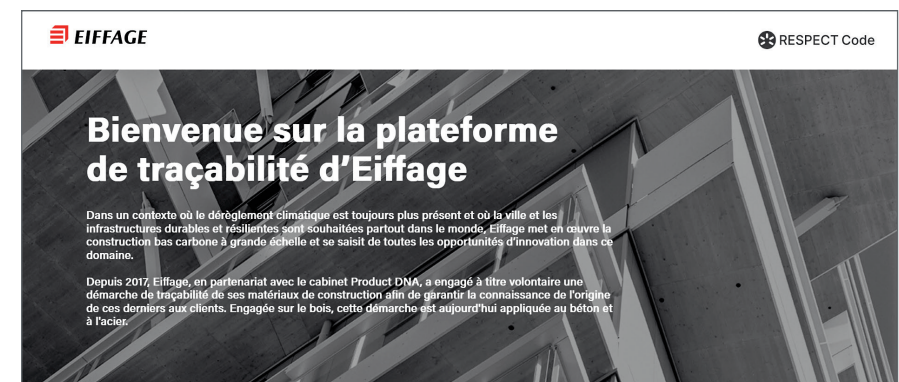 EIFFAGE
RESPECT Code
Bienvenue sur la plateforme
de traçabilité d'Eiffage
Dans un contexte où le dérèglement climatique est toujours plus présent et où la ville et les
infrastructures durables et résilientes sont souhaitées partout dans le monde, Eiffage met en œuvre la
construction bas carbone à grande échelle et se saisit de toutes les opportunités d'innovation dans ce
domaine.
Depuis 2017, Eiffage, en partenariat avec le cabinet Product DNA, a engagé à titre volontaire une
démarche de traçabilité de ses matériaux de construction afin de garantir la connaissance de l'origine
de ces derniers aux clients. Engagée sur le bois, cette démarche est aujourd'hui appliquée au béton et
à l'acier.